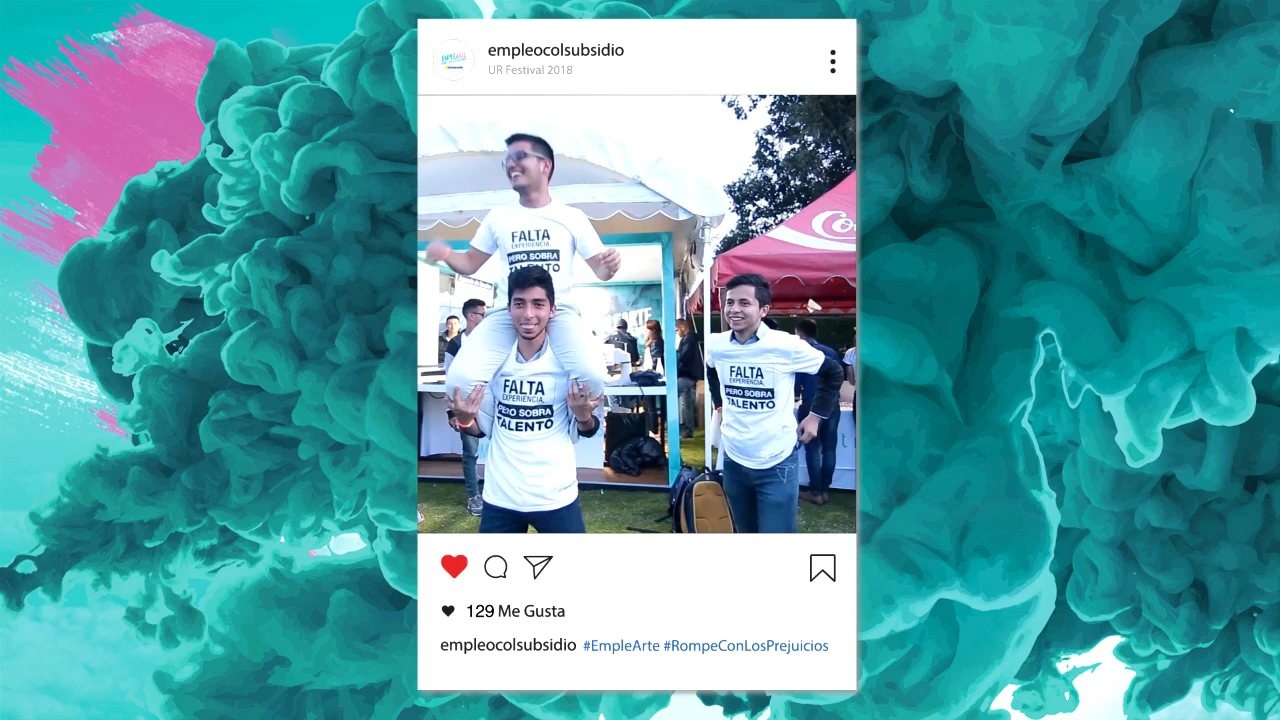 empleocolsubsidio
UR Festival 2018
FALTA
EXPERIENCIA,
PERO SOBRA
TALENTO
Co
FALTA
EXPERIENCIA,
PERO SOBRA
TALENTO
FALTA
EXPERIENCIA,
PERO SOBRA
TALENTO
129 Me Gusta
empleocolsubsidio #EmpleArte #RompeConLosPrejuicios